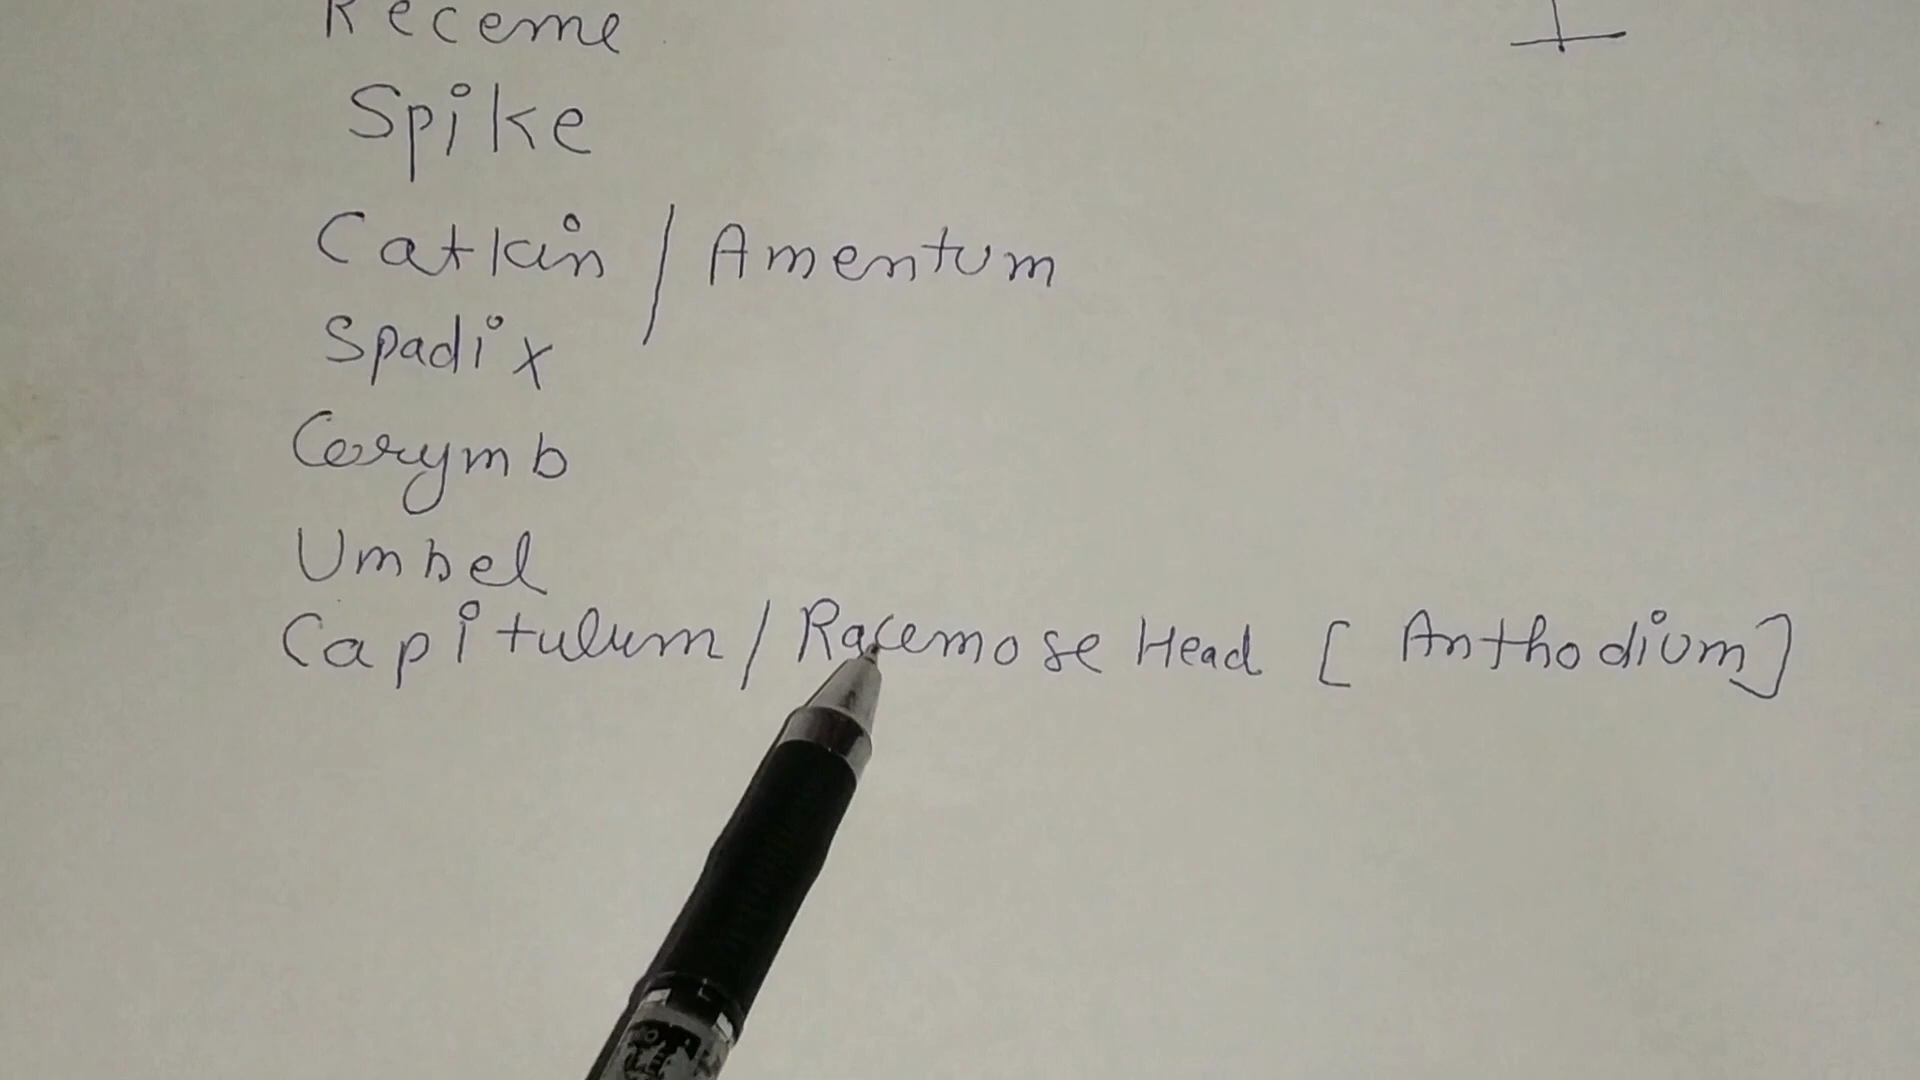 Receme
Spike
Catkin / Amentum
Spadix
Corymb
Umbel
Capitulum / Racemose Head [ Anthodium ]